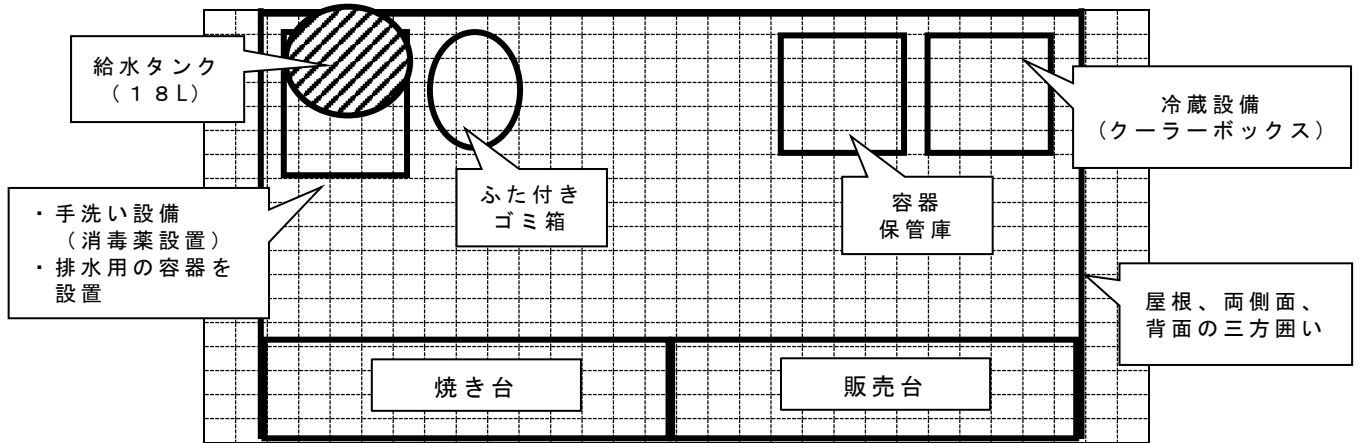 給水タンク
（１８L）
冷蔵設備
（クーラーボックス）
ふた付き
ゴミ箱
容器
保管庫
・手洗い設備
（消毒薬設置）
・排水用の容器を
設置
屋根、両側面、
背面の三方囲い
焼き台
販売台